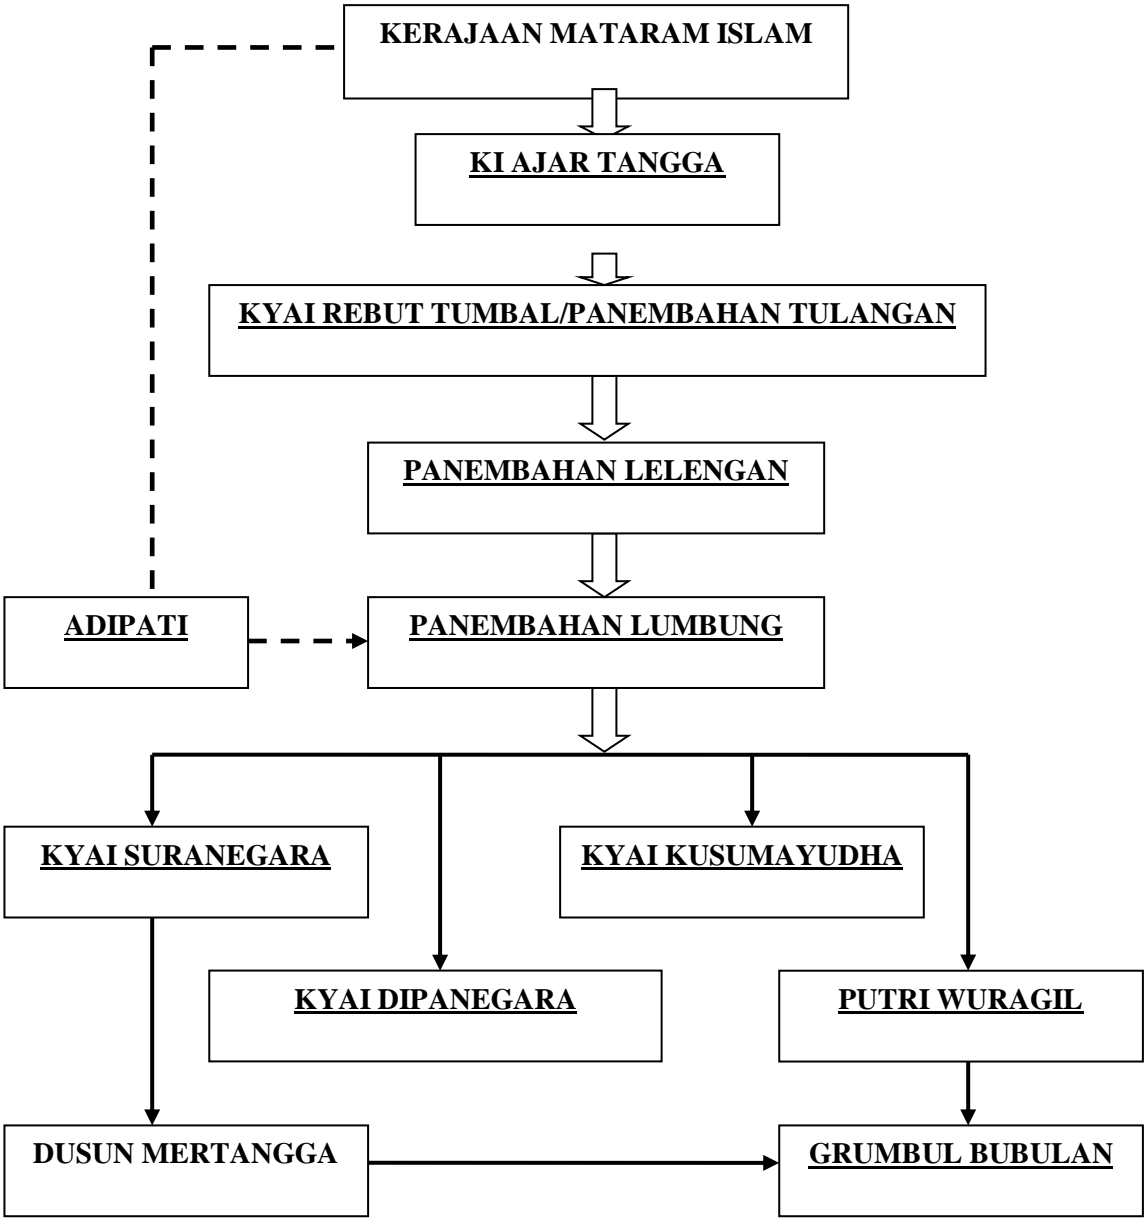 KERAJAAN MATARAM ISLAM
KI AJAR TANGGA
KYAI REBUT TUMBAL/PANEMBAHAN TULANGAN
PANEMBAHAN LELENGAN
ADIPATI
PANEMBAHAN LUMBUNG
KYAI SURANEGARA
KYAI KUSUMAYUDHA
KYAI DIPANEGARA
PUTRI WURAGIL
DUSUN MERTANGGA
GRUMBUL BUBULAN